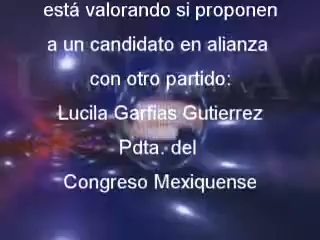 está valorando si proponen
a un candidato en alianza
con otro partido:
Lucila Garfias Gutierrez
Pdta. del
Congreso Mexiquense